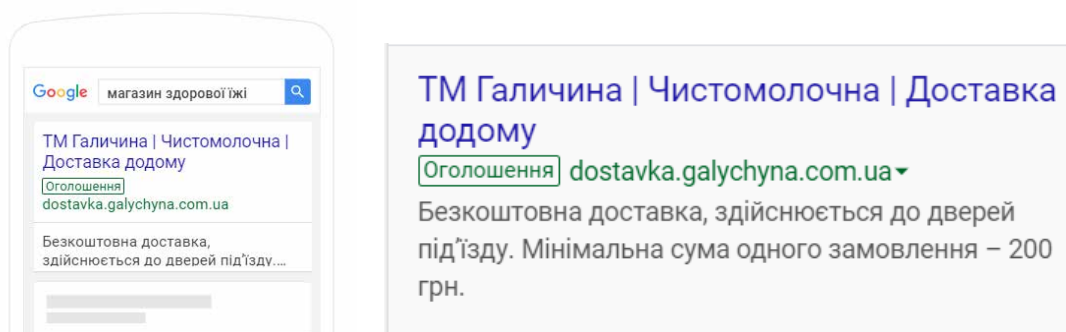 Google магазин здорової їжі
ТМ Галичина | Чистомолочна |
Доставка додому
Оголошення
dostavka.galychyna.com.ua
Безкоштовна доставка,
здійснюється до дверей під'їзду....
ТМ Галичина | Чистомолочна | Доставка
додому
Оголошення dostavka.galychyna.com.ua
Безкоштовна доставка, здійснюється до дверей
під'їзду. Мінімальна сума одного замовлення – 200
грн.